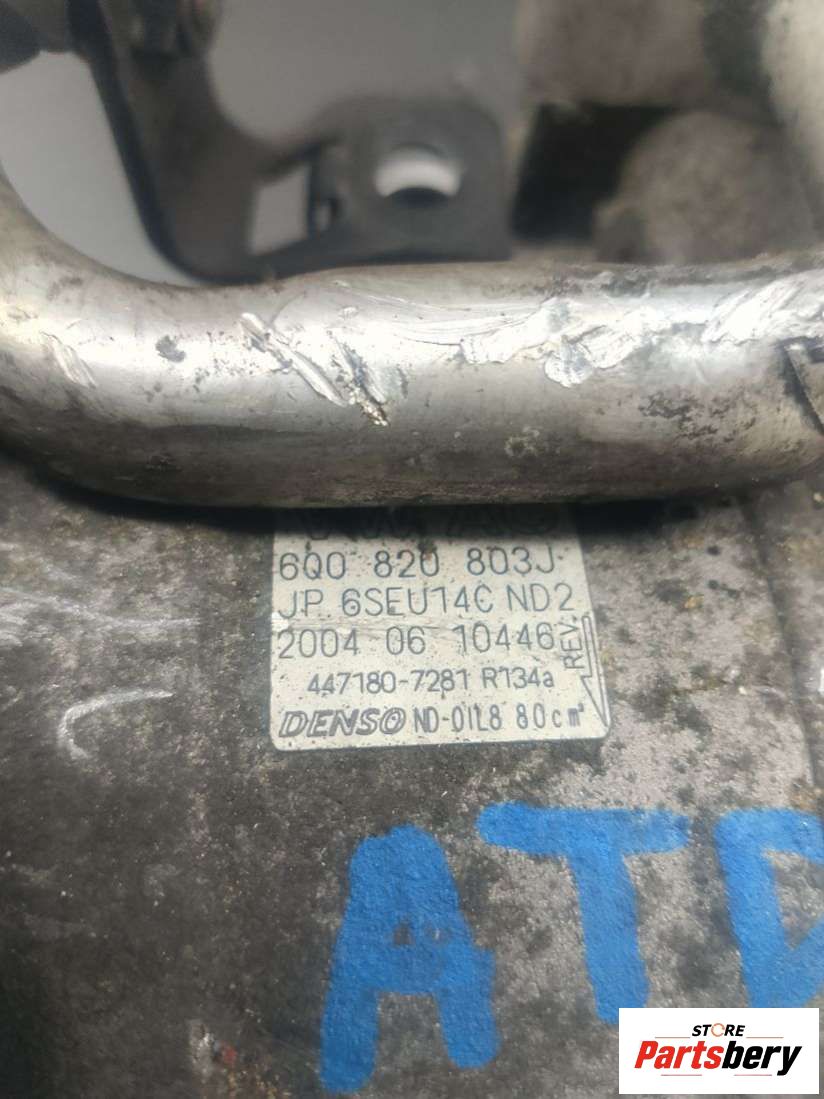 6Q0 820 803J
JP 6SEU14C ND2
2004 06 10446
REV.
447180-7281 R134a
DENSO ND-OIL8 80cm³
STORE
Partsbery